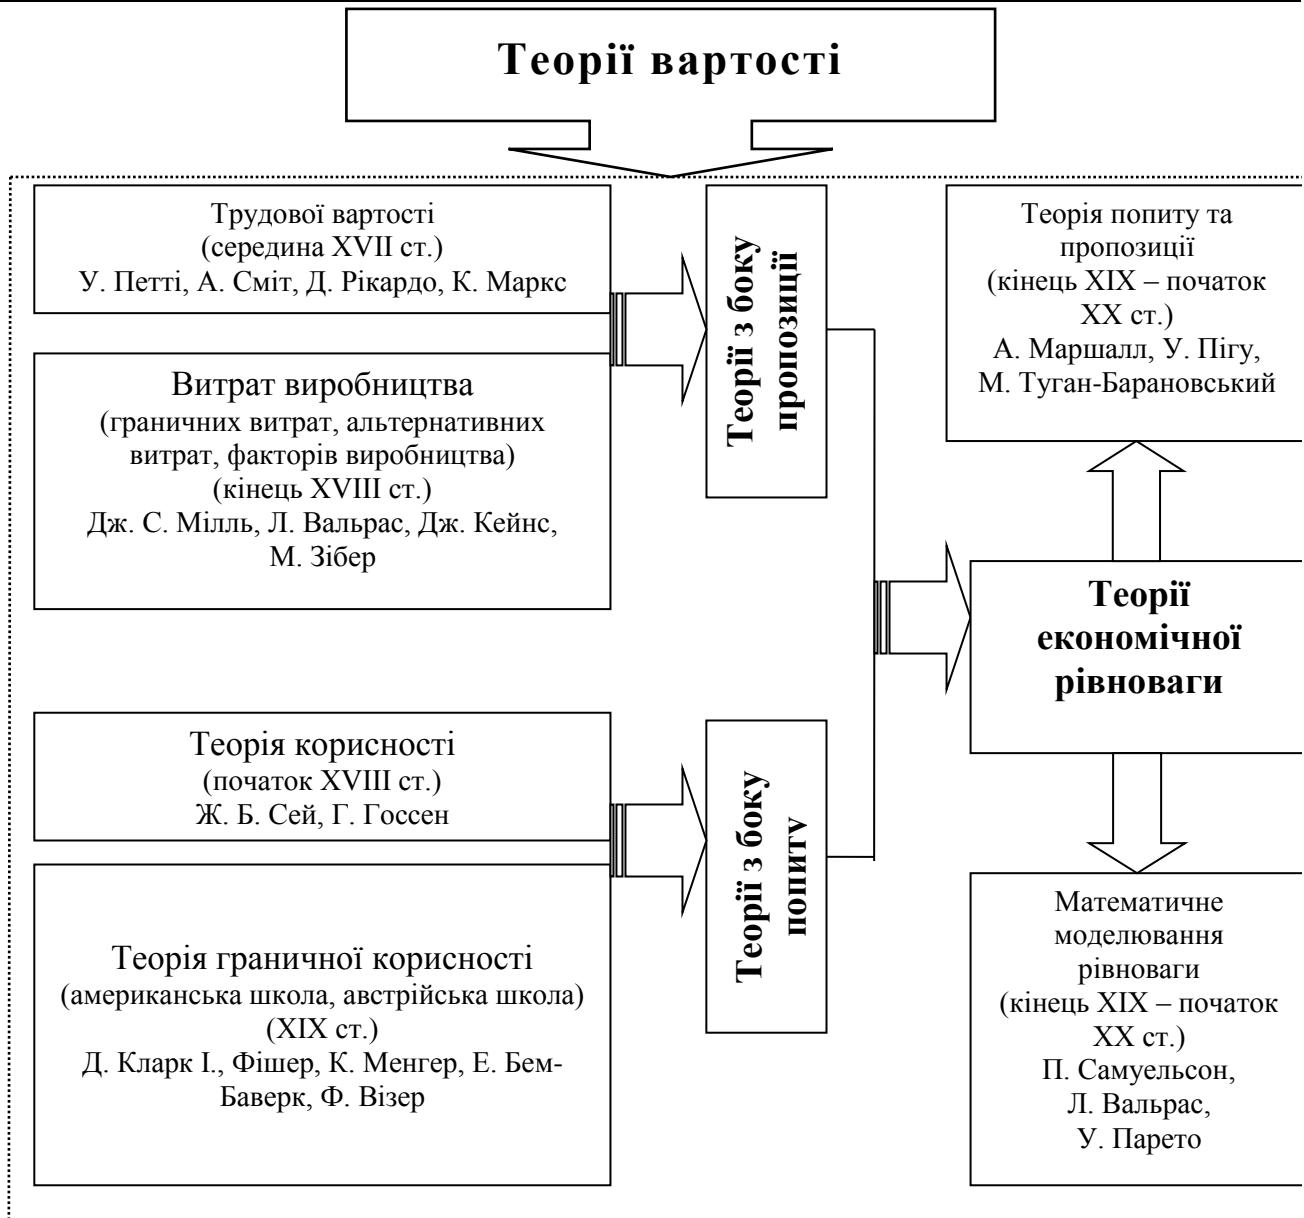 Теорії вартості
Трудової вартості
(середина XVII ст.)
У. Петті, А. Сміт, Д. Рікардо, К. Маркс
Витрат виробництва
(граничних витрат, альтернативних
витрат, факторів виробництва)
(кінець XVIII ст.)
Дж. С. Мілль, Л. Вальрас, Дж. Кейнс,
М. Зібер
Теорії з боку
пропозиції
Теорія корисності
(початок XVIII ст.)
Ж. Б. Сей, Г. Госсен
Теорія граничної корисності
(американська школа, австрійська школа)
(XIX ст.)
Д. Кларк І., Фішер, К. Менгер, Е. Бем-
Баверк, Ф. Візер
Теорії з боку
попиту
Теорія попиту та
пропозиції
(кінець XIX – початок
XX ст.)
А. Маршалл, У. Пігу,
М. Туган-Барановський
Теорії
економічної
рівноваги
Математичне
моделювання
рівноваги
(кінець XIX – початок
XX ст.)
П. Самуельсон,
Л. Вальрас,
У. Парето